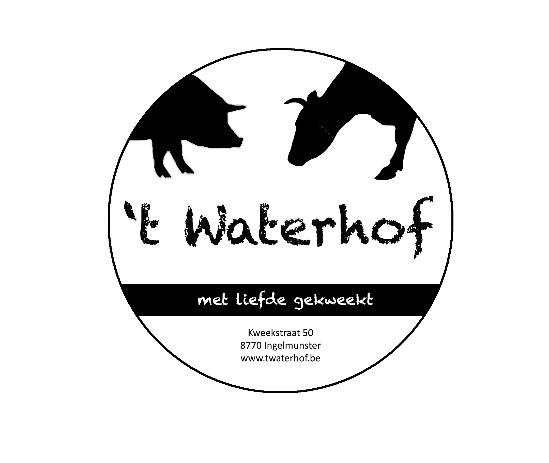 't Waterhof
met liefde gekweekt
Kweekstraat 50
8770 Ingelmunster
www.twaterhof.be